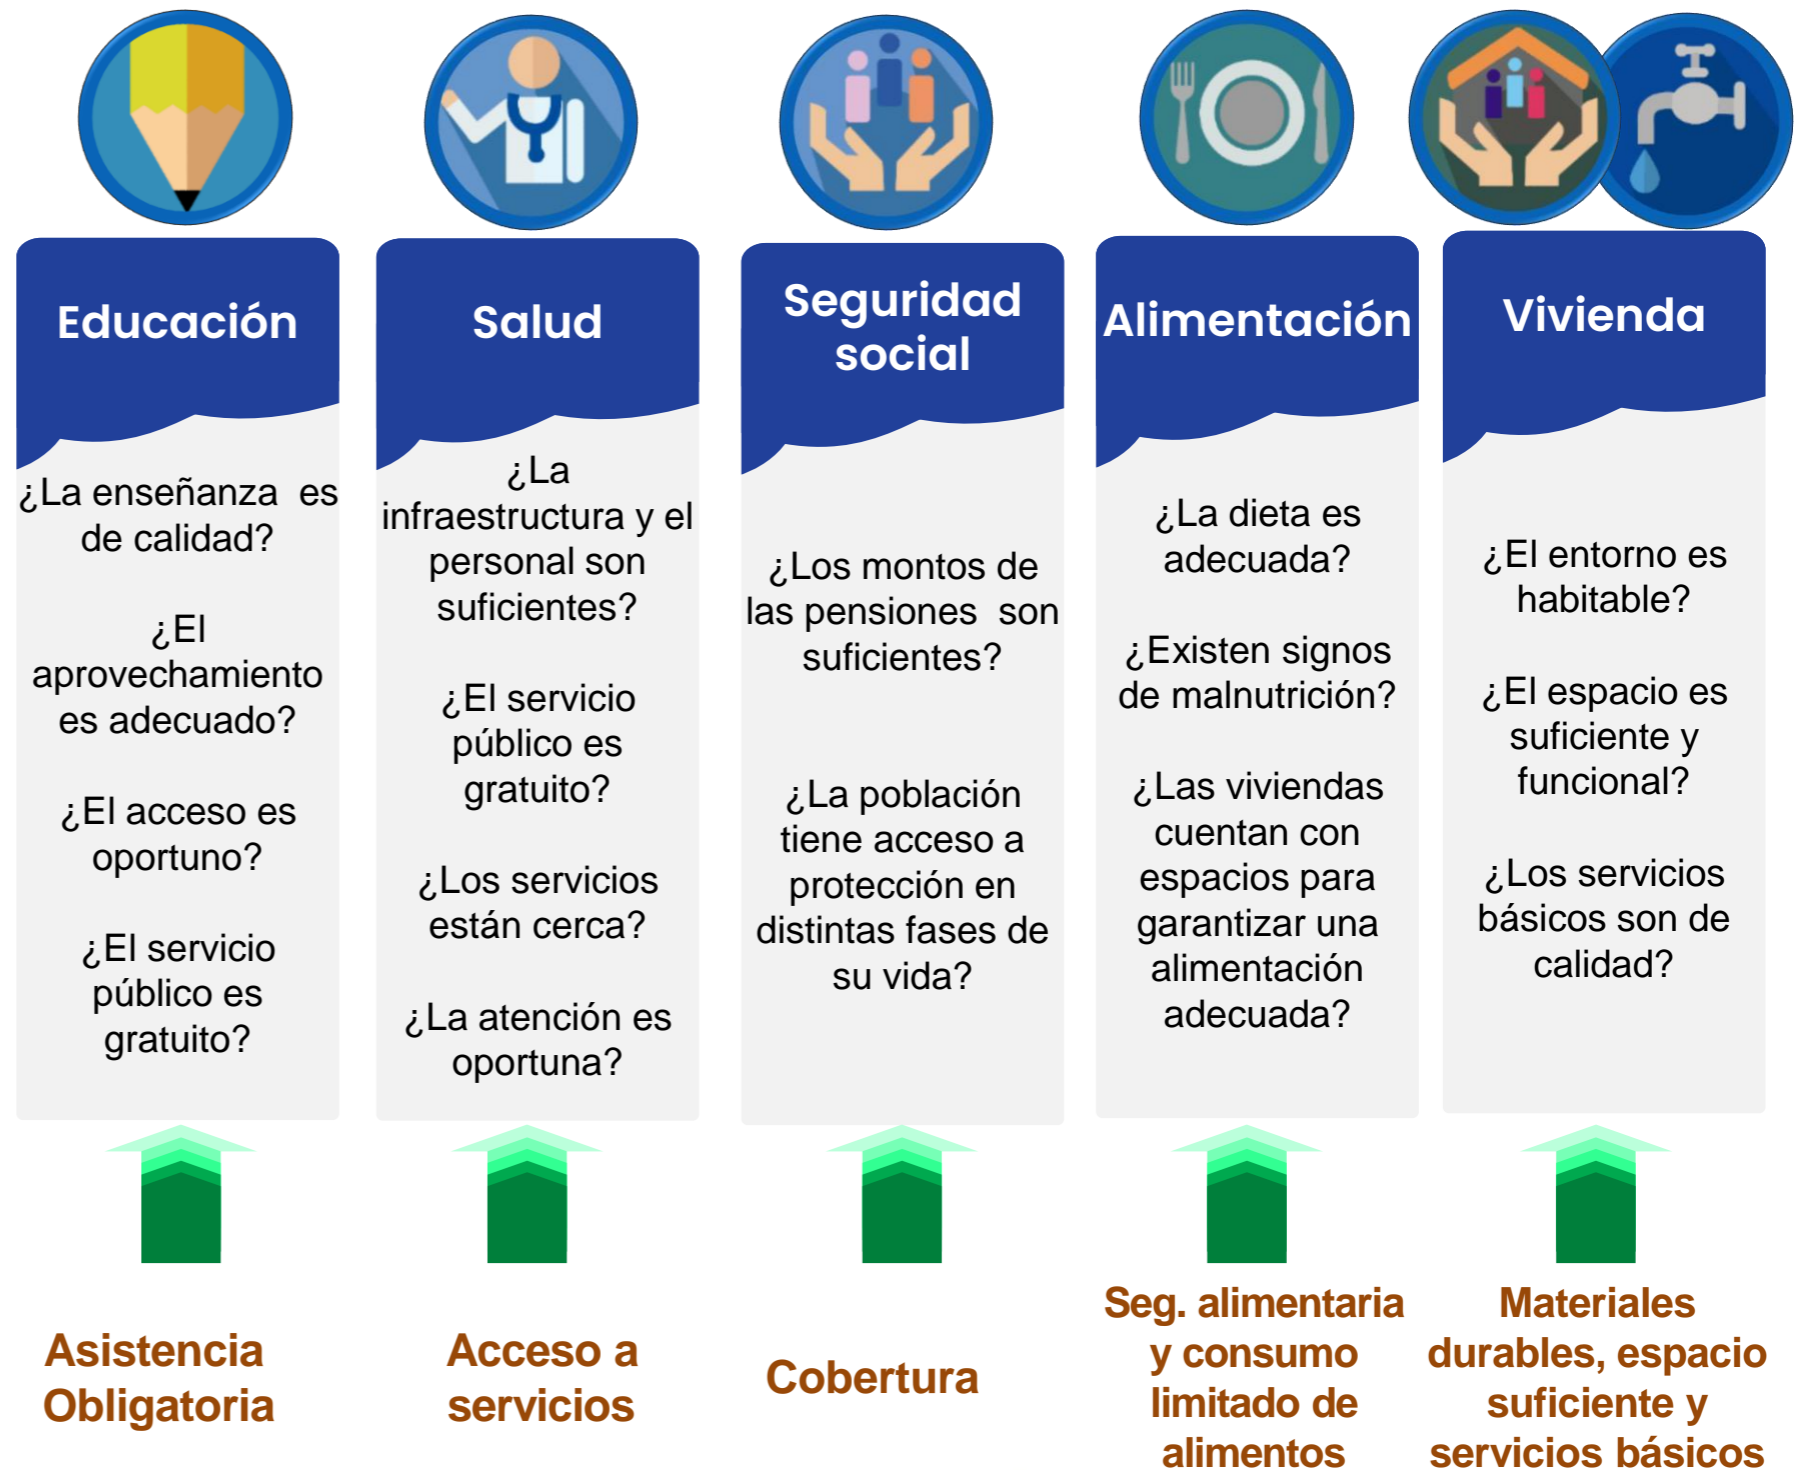 Educación
¿La enseñanza es
de calidad?
¿El
aprovechamiento
es adecuado?
¿El acceso es
oportuno?
¿El servicio
público es
gratuito?
Asistencia
Obligatoria
Salud
¿La
infraestructura y el
personal son
suficientes?
¿El servicio
público es
gratuito?
¿Los servicios
están cerca?
¿La atención es
oportuna?
Acceso a
servicios
Seguridad
social
¿Los montos de
las pensiones son
suficientes?
¿La población
tiene acceso a
protección en
distintas fases de
su vida?
Cobertura
Alimentación
¿La dieta es
adecuada?
¿Existen signos
de malnutrición?
¿Las viviendas
cuentan con
espacios para
garantizar una
alimentación
adecuada?
Seg. alimentaria
y consumo
limitado de
alimentos
Vivienda
¿El entorno es
habitable?
¿El espacio es
suficiente y
funcional?
¿Los servicios
básicos son de
calidad?
Materiales
durables, espacio
suficiente y
servicios básicos